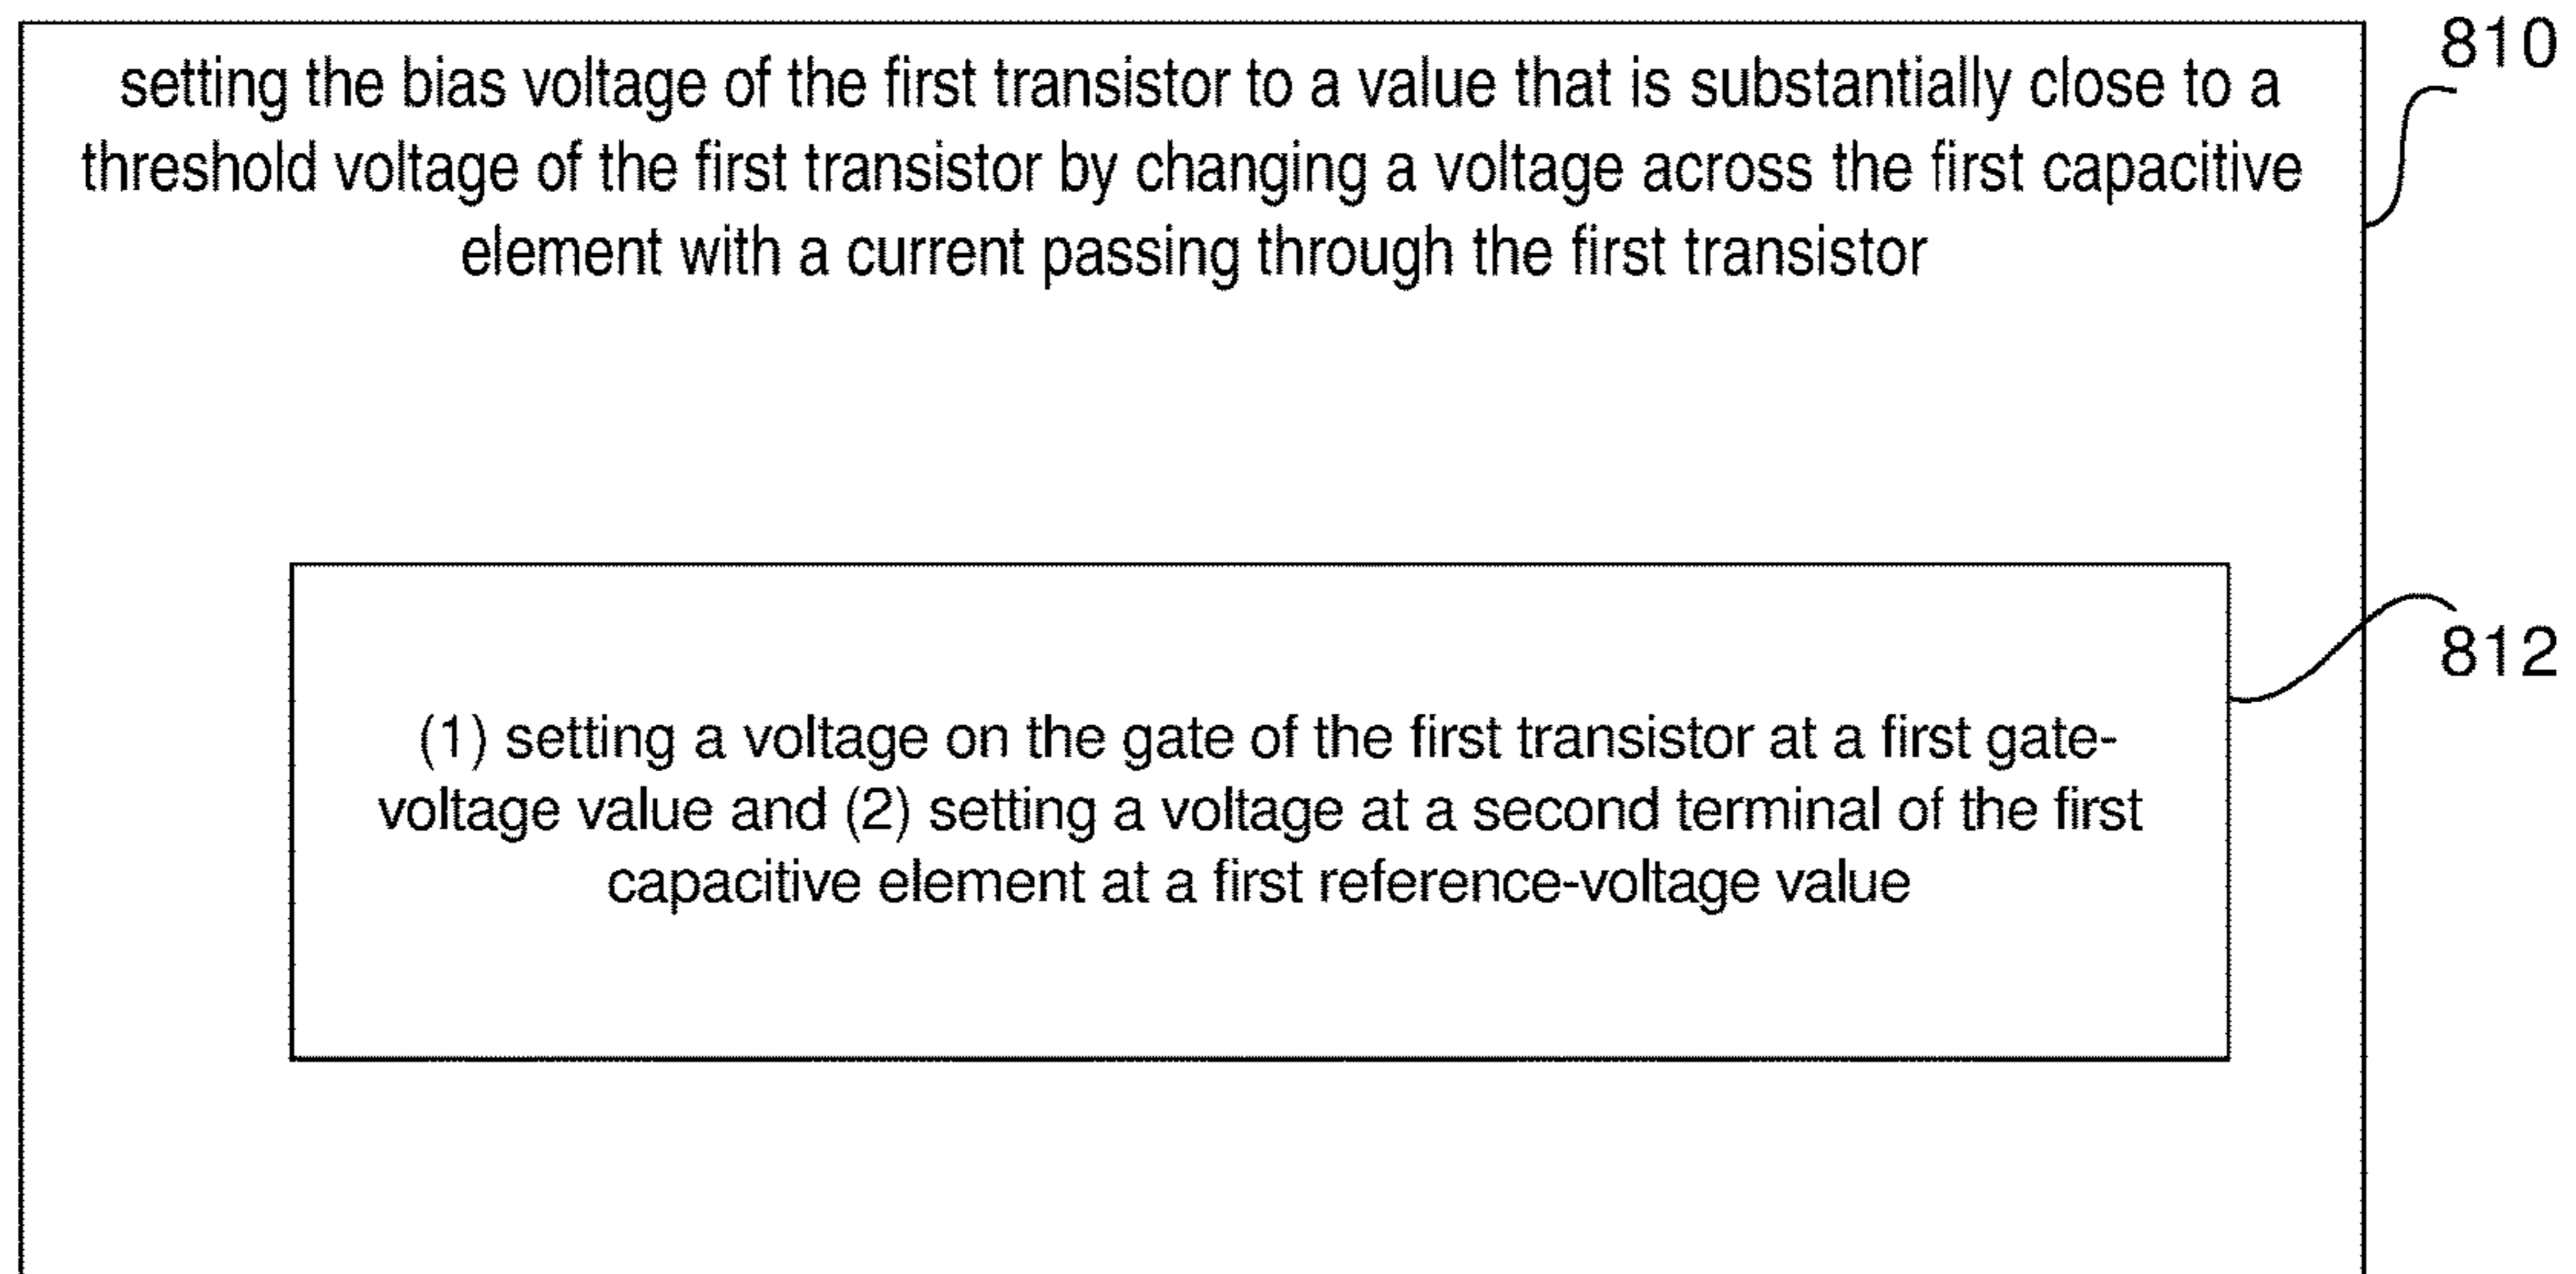 810
setting the bias voltage of the first transistor to a value that is substantially close to a
threshold voltage of the first transistor by changing a voltage across the first capacitive
element with a current passing through the first transistor
812
(1) setting a voltage on the gate of the first transistor at a first gate-
voltage value and (2) setting a voltage at a second terminal of the first
capacitive element at a first reference-voltage value